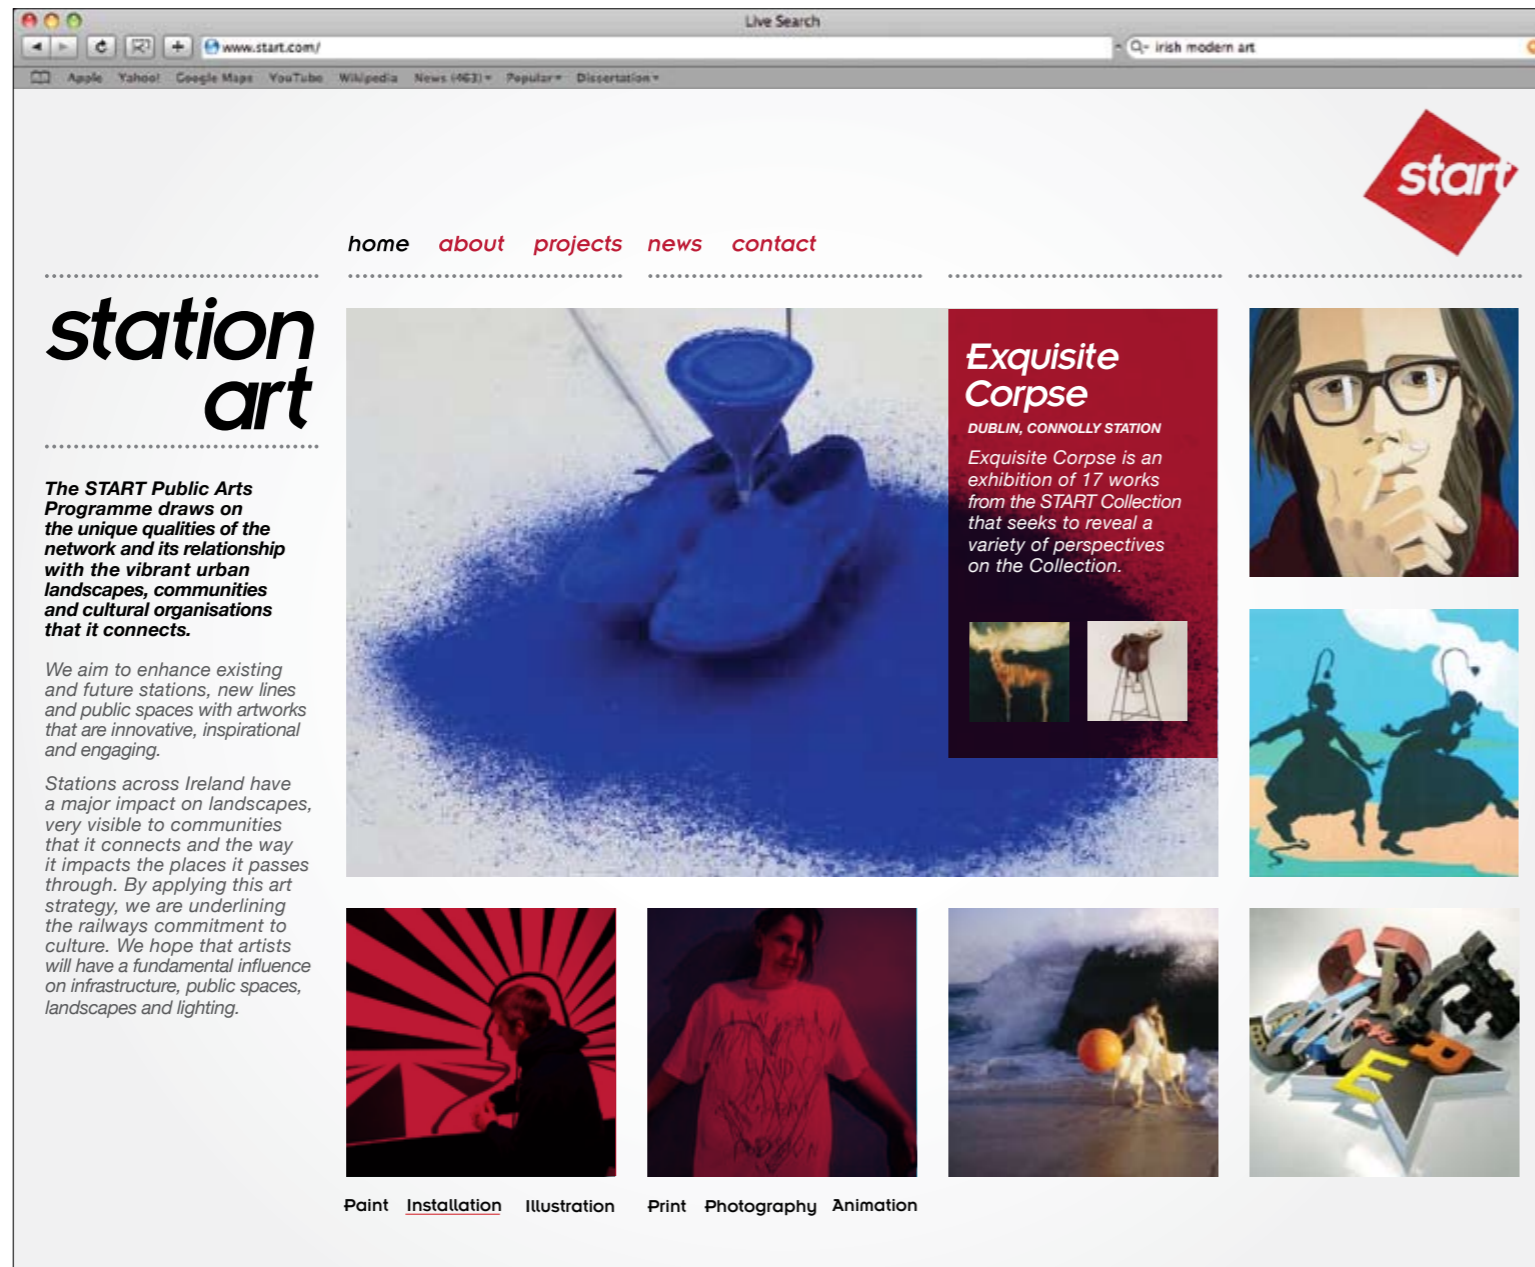 Live Search
www.start.com/
irish modern art
Apple Yahoo! Google Maps YouTube Wikipedia News (463) Popular Dissertation
start
home about projects news contact
station
art
The START Public Arts
Programme draws on
the unique qualities of the
network and its relationship
with the vibrant urban
landscapes, communities
and cultural organisations
that it connects.
We aim to enhance existing
and future stations, new lines
and public spaces with artworks
that are innovative, inspirational
and engaging.
Stations across Ireland have
a major impact on landscapes,
very visible to communities
that it connects and the way
it impacts the places it passes
through. By applying this art
strategy, we are underlining
the railways commitment to
culture. We hope that artists
will have a fundamental influence
on infrastructure, public spaces,
landscapes and lighting.
Exquisite
Corpse
DUBLIN, CONNOLLY STATION
Exquisite Corpse is an
exhibition of 17 works
from the START Collection
that seeks to reveal a
variety of perspectives
on the Collection.
Paint Installation Illustration Print Photography Animation